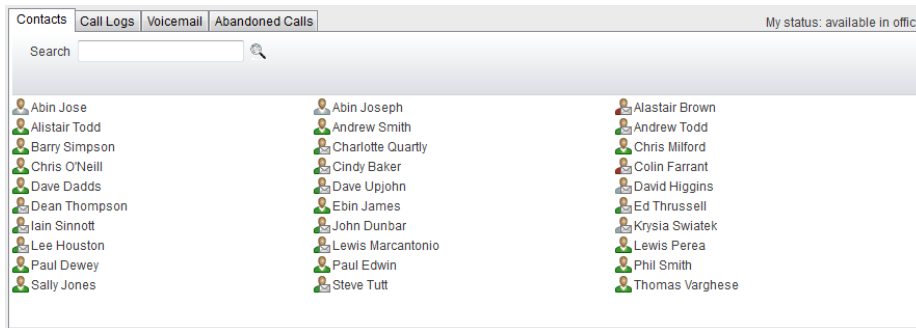 Contacts Call Logs Voicemail Abandoned Calls My status: available in offic
Search
Abin Jose Abin Joseph Alastair Brown
Alistair Todd Andrew Smith Andrew Todd
Barry Simpson Charlotte Quartly Chris Milford
Chris O'Neill Cindy Baker Colin Farrant
Dave Dadds Dave Upjohn David Higgins
Dean Thompson Ebin James Ed Thrussell
Iain Sinnott John Dunbar Krysia Swiatek
Lee Houston Lewis Marcantonio Lewis Perea
Paul Dewey Paul Edwin Phil Smith
Sally Jones Steve Tutt Thomas Varghese